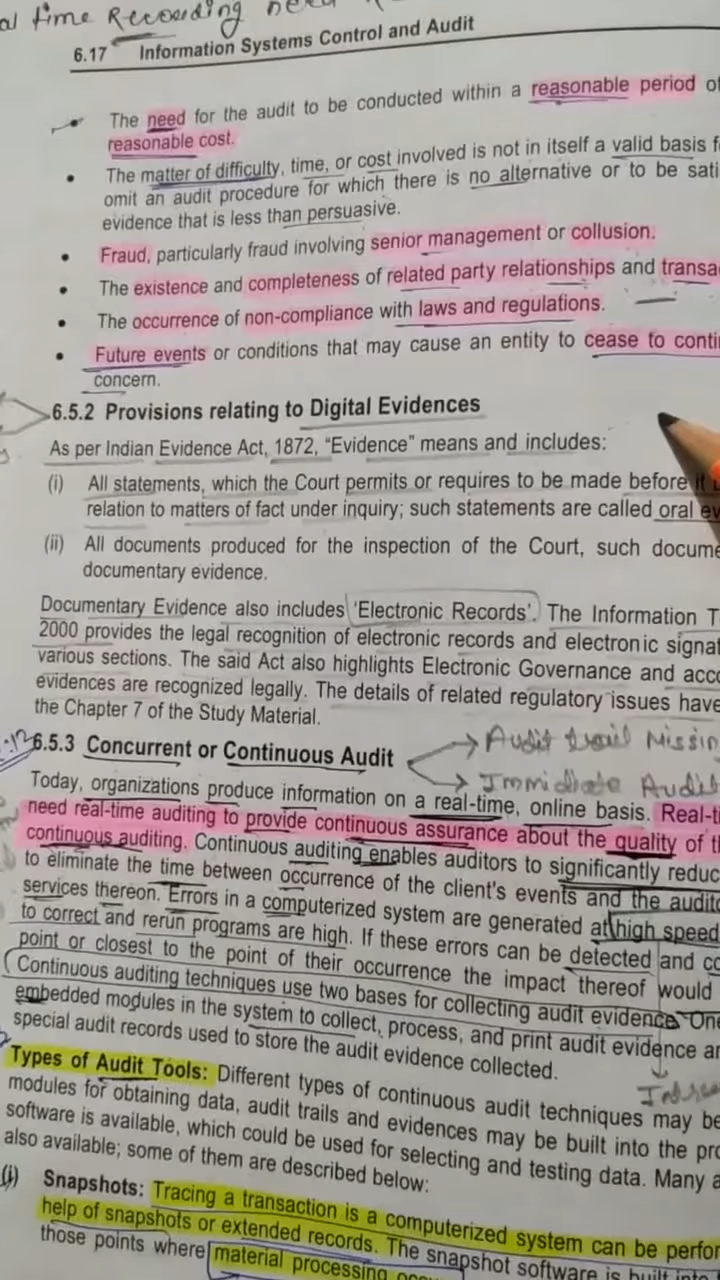 al time Recording need
6.17 Information Systems Control and Audit
• The need for the audit to be conducted within a reasonable period of
reasonable cost.
• The matter of difficulty, time, or cost involved is not in itself a valid basis
omit an audit procedure for which there is no alternative or to be
evidence that is less than persuasive.
• Fraud, particularly fraud involving senior management or collusion.
• The existence and completeness of related party relationships and
• The occurrence of non-compliance with laws and regulations.
• Future events or conditions that may cause an entity to cease to
concern.
6.5.2 Provisions relating to Digital Evidences
As per Indian Evidence Act, 1872, “Evidence” means and includes:
(i) All statements, which the Court permits or requires to be made before it
relation to matters of fact under inquiry; such statements are called oral
(ii) All documents produced for the inspection of the Court, such
documentary evidence.
Documentary Evidence also includes ‘Electronic Records’. The Information
2000 provides the legal recognition of electronic records and electronic
various sections. The said Act also highlights Electronic Governance and
evidences are recognized legally. The details of related regulatory issues have
the Chapter 7 of the Study Material.
6.5.3 Concurrent or Continuous Audit
Audit trail Missin
Immidiate Audit
Today, organizations produce information on a real-time, online basis.
need real-time auditing to provide continuous assurance about the quality of
continuous auditing. Continuous auditing enables auditors to significantly
to eliminate the time between occurrence of the client's events and the
services thereon. Errors in a computerized system are generated at high speed
to correct and rerun programs are high. If these errors can be detected and
point or closest to the point of their occurrence the impact thereof would
Continuous auditing techniques use two bases for collecting audit evidence.
embedded modules in the system to collect, process, and print audit evidence
special audit records used to store the audit evidence collected.
Types of Audit Tools: Different types of continuous audit techniques may be
modules for obtaining data, audit trails and evidences may be built into the
software is available, which could be used for selecting and testing data. Many
also available; some of them are described below:
(i) Snapshots: Tracing a transaction is a computerized system can be
help of snapshots or extended records. The snapshot software is built
those points where material processing